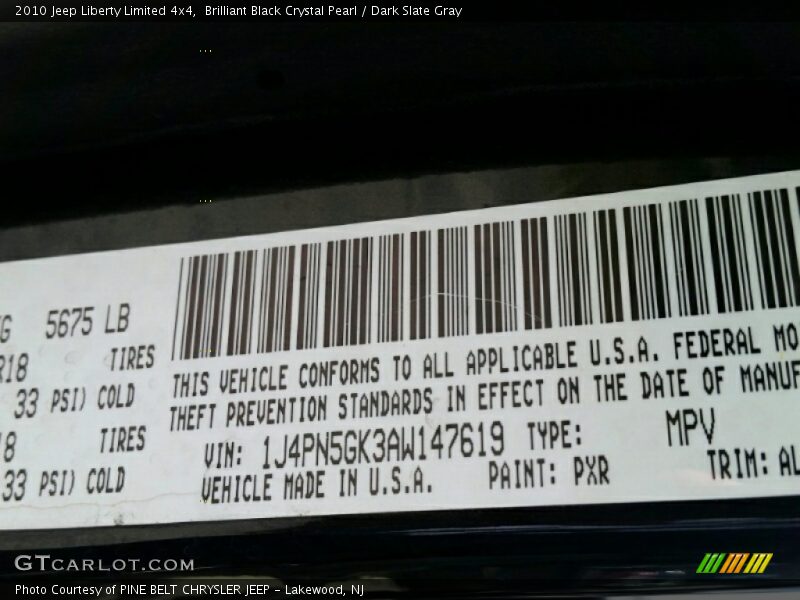 2010 Jeep Liberty Limited 4x4,  Brilliant Black Crystal Pearl / Dark Slate Gray
5675 LB
TIRES
33 PSI) COLD
TIRES
33 PSI) COLD
THIS VEHICLE CONFORMS TO ALL APPLICABLE U.S.A. FEDERAL MO
THEFT PREVENTION STANDARDS IN EFFECT ON THE DATE OF MANUF
VIN: 1J4PN5GK3AW147619 TYPE: MPV
VEHICLE MADE IN U.S.A. PAINT: PXR TRIM: AL
GTCARLOT.COM
Photo Courtesy of PINE BELT CHRYSLER JEEP – Lakewood, NJ